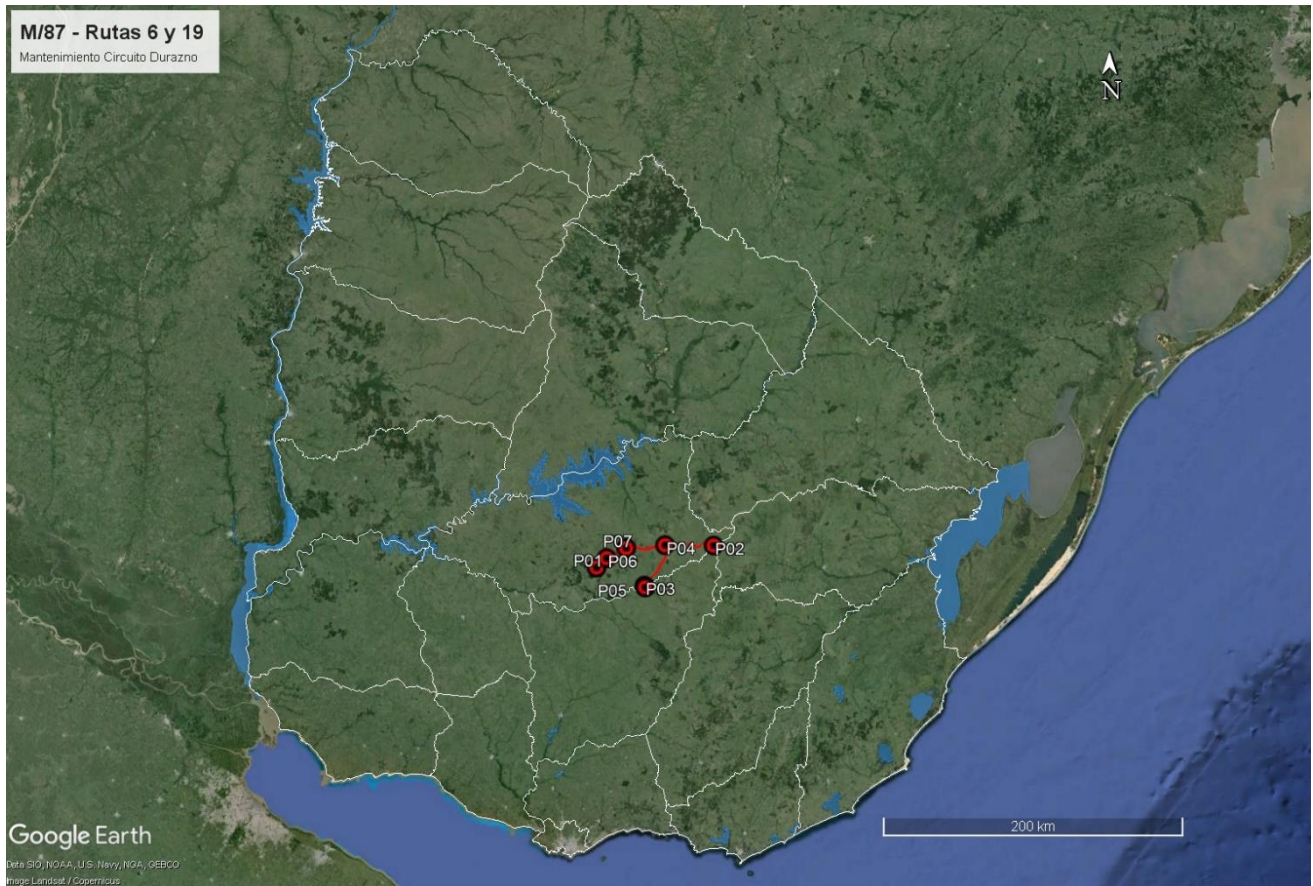 M/87 - Rutas 6 y 19
Mantenimiento Circuito Durazno
N
P07
P04
P02
P01
P06
P05
P03
200 km
Google Earth
Data SIO, NOAA, U.S. Navy, NGA, GEBCO
Image Landsat / Copernicus